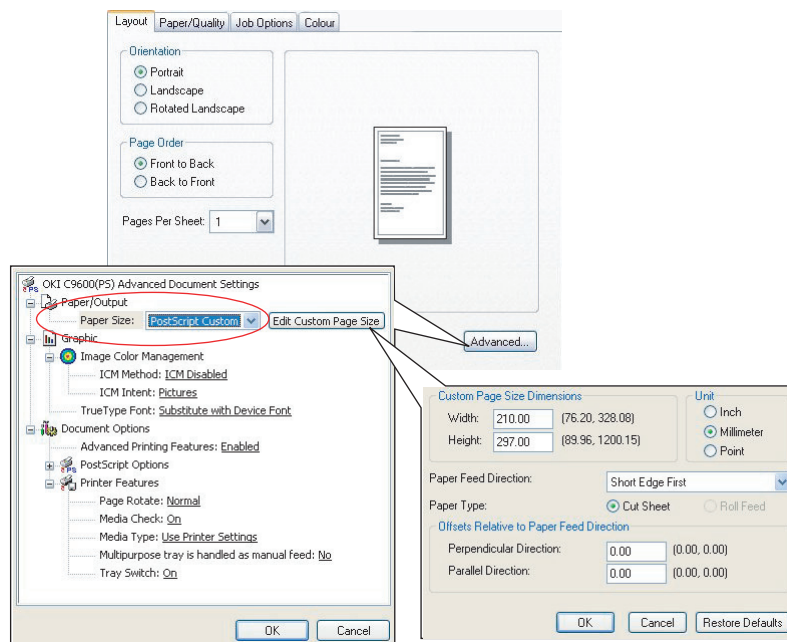 Layout Paper/Quality Job Options Colour
Orientation
Portrait
Landscape
Rotated Landscape
Page Order
Front to Back
Back to Front
Pages Per Sheet: 1
Advanced...
OKI C9600(PS) Advanced Document Settings
Paper/Output
Paper Size: PostScript Custom Edit Custom Page Size
Graphic
Image Color Management
ICM Method: ICM Disabled
ICM Intent: Pictures
TrueType Font: Substitute with Device Font
Document Options
Advanced Printing Features: Enabled
PostScript Options
Printer Features
Page Rotate: Normal
Media Check: On
Media Type: Use Printer Settings
Multipurpose tray is handled as manual feed: No
Tray Switch: On
OK Cancel
Custom Page Size Dimensions
Width: 210.00 (76.20, 328.08)
Height: 297.00 (89.96, 1200.15)
Unit
Inch
Millimeter
Point
Paper Feed Direction: Short Edge First
Paper Type: Cut Sheet Roll Feed
Offsets Relative to Paper Feed Direction
Perpendicular Direction: 0.00 (0.00, 0.00)
Parallel Direction: 0.00 (0.00, 0.00)
OK Cancel Restore Defaults